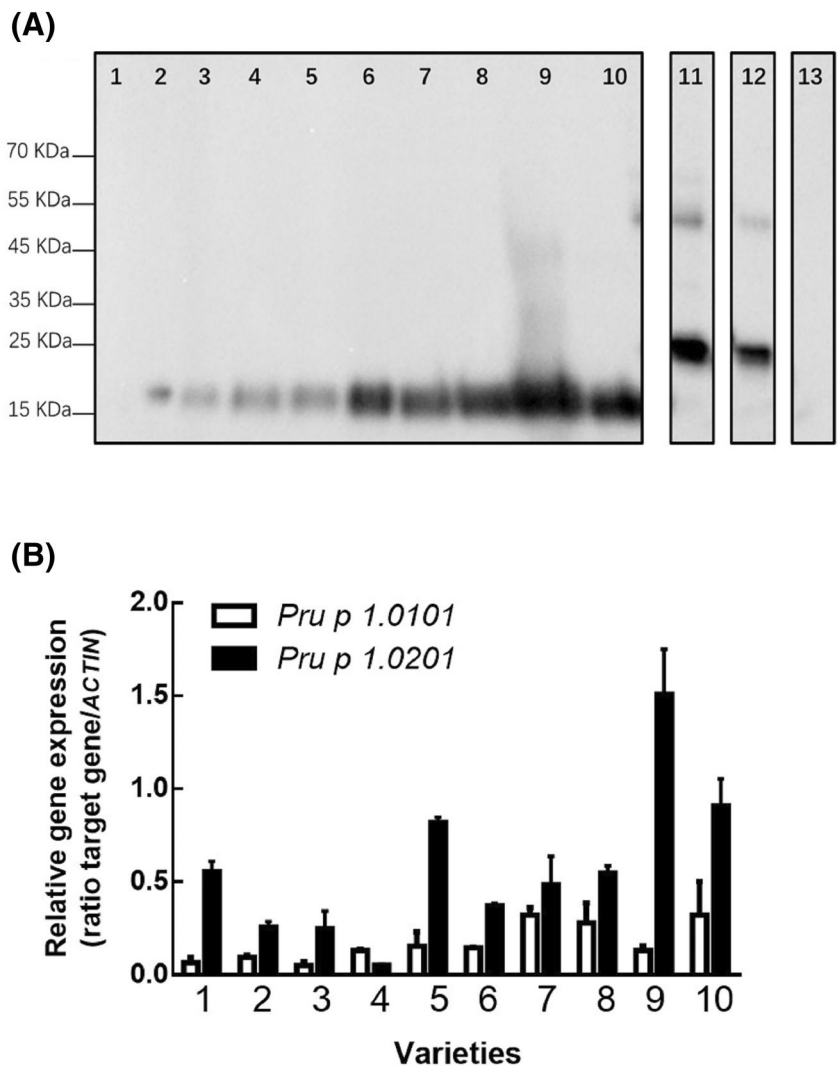 (A)
1 2 3 4 5 6 7 8 9 10 11 12 13
70 KDa
55 KDa
45 KDa
35 KDa
25 KDa
15 KDa
(B)
Relative gene expression
(ratio target gene/ACTIN)
2.0
1.5
1.0
0.5
0.0
Pru p 1.0101
Pru p 1.0201
1 2 3 4 5 6 7 8 9 10
Varieties